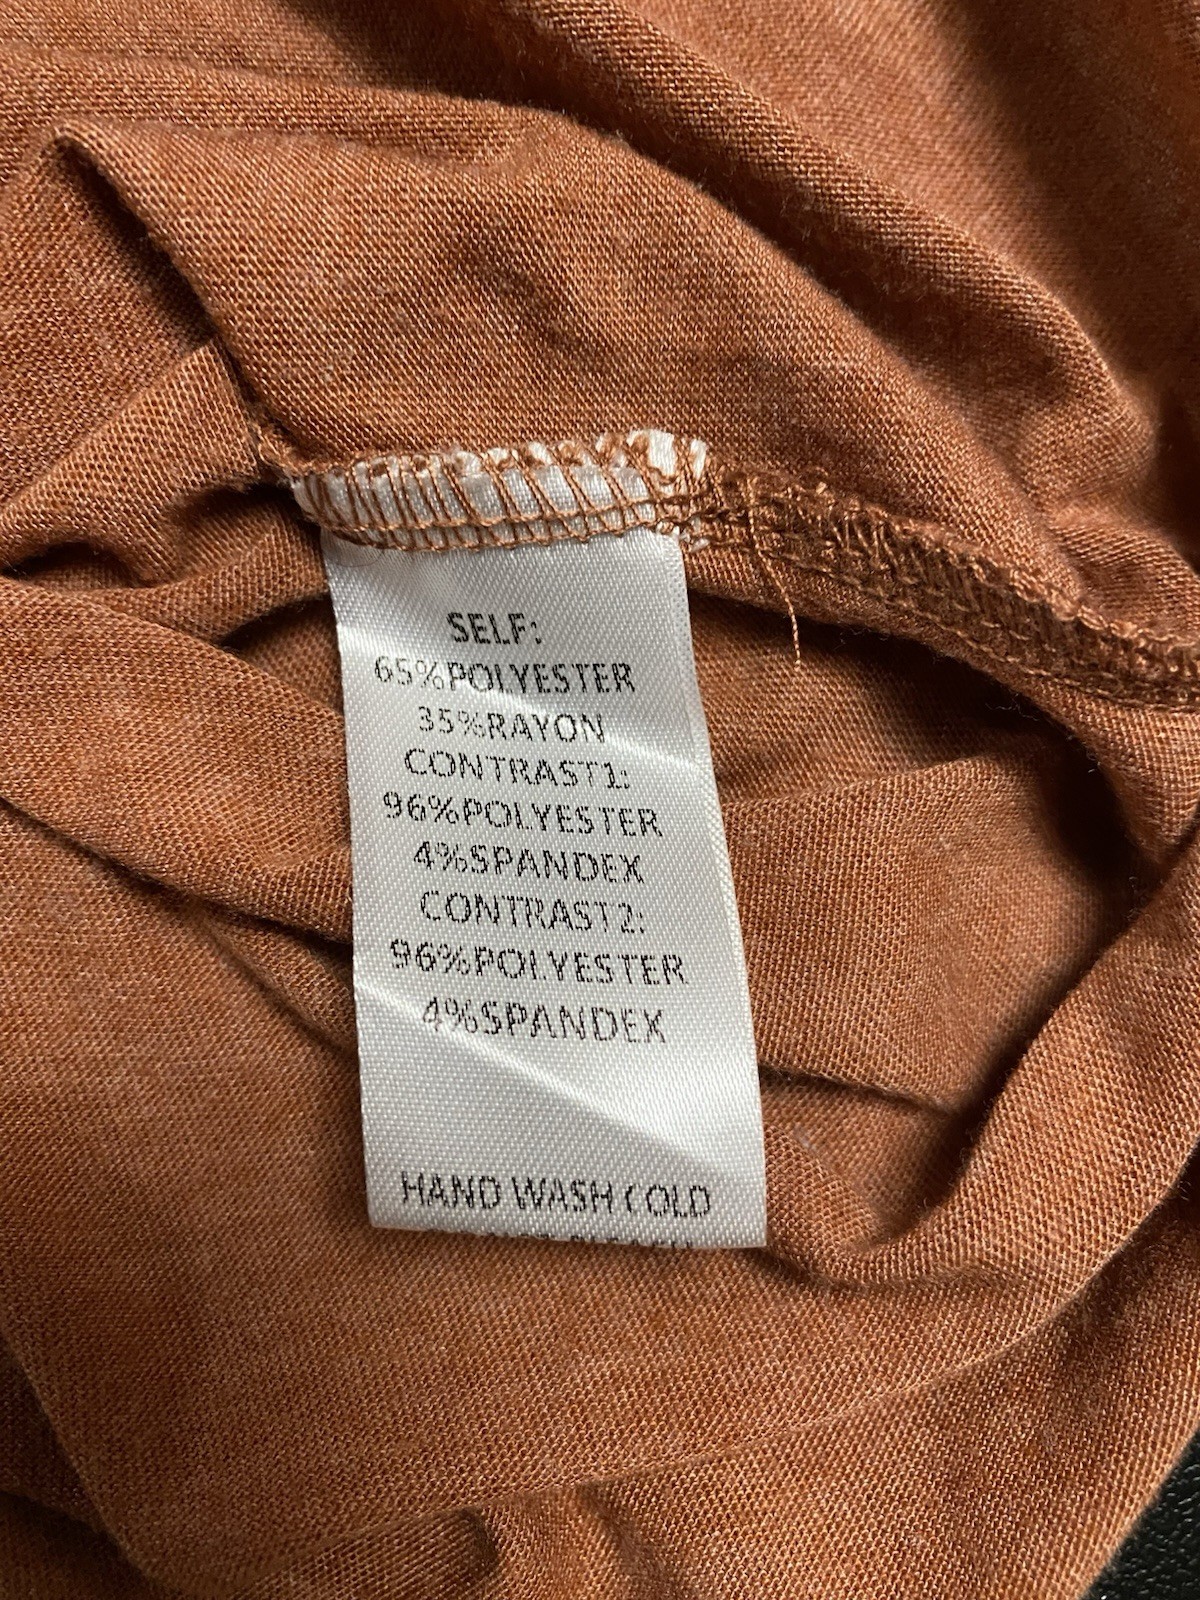 SELF:
65%POLYESTER
35%RAYON
CONTRAST1:
96%POLYESTER
4%SPANDEX
CONTRAST2:
96%POLYESTER
4%SPANDEX
HAND WASH COLD